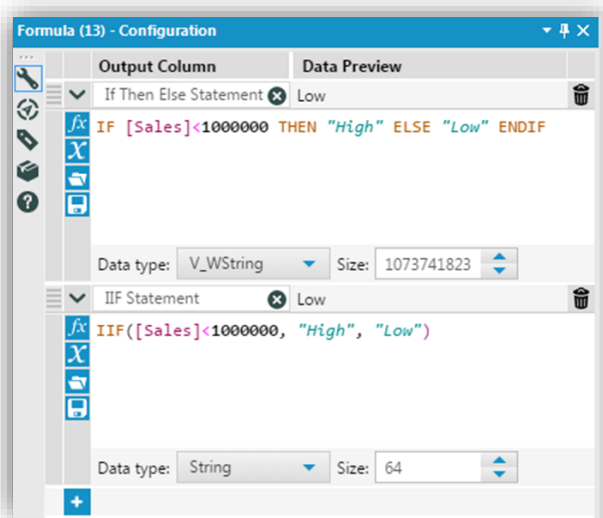 Formula (13) - Configuration
Output Column Data Preview
If Then Else Statement Low
fx IF [Sales]<1000000 THEN "High" ELSE "Low" ENDIF
X
Data type: V_WString Size: 1073741823
IIF Statement Low
fx IIF([Sales]<1000000, "High", "Low")
X
Data type: String Size: 64